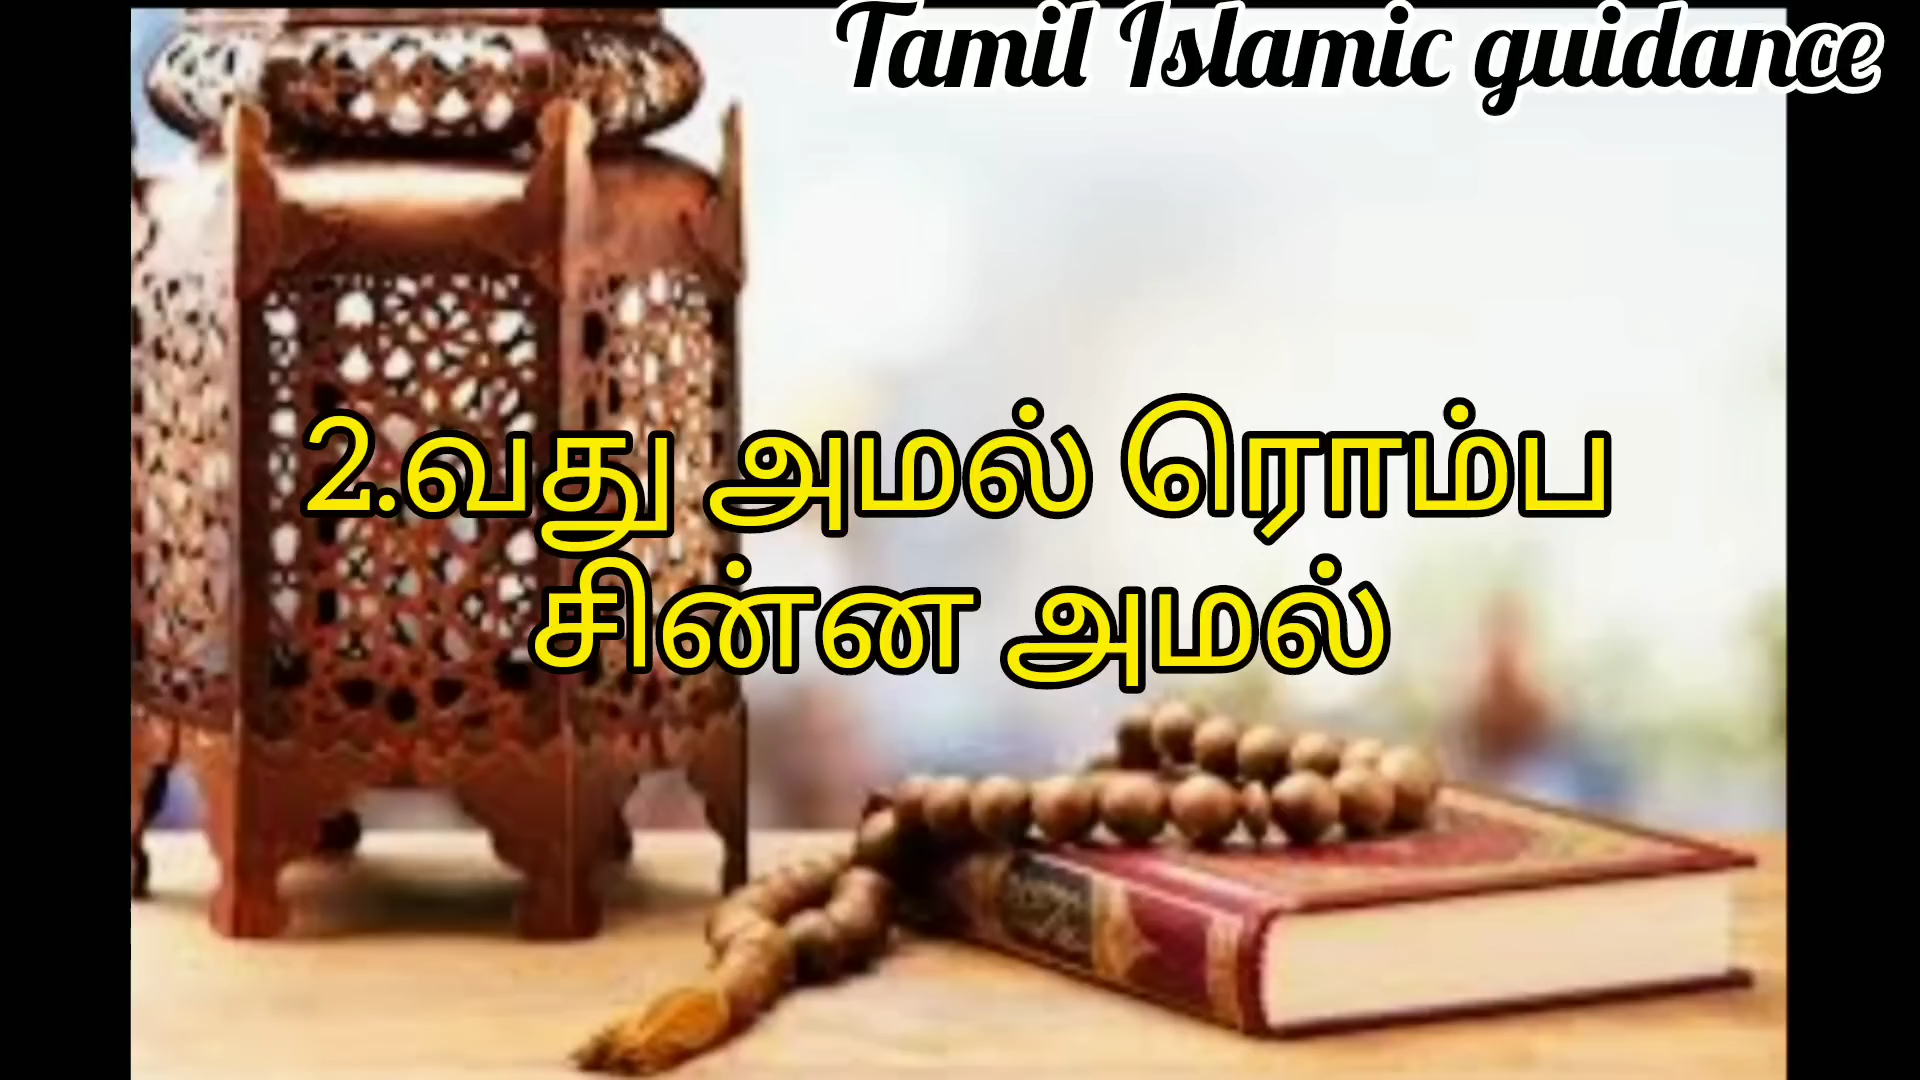 Tamil Islamic guidance
2.வது அமல் ரொம்ப
சின்ன அமல்